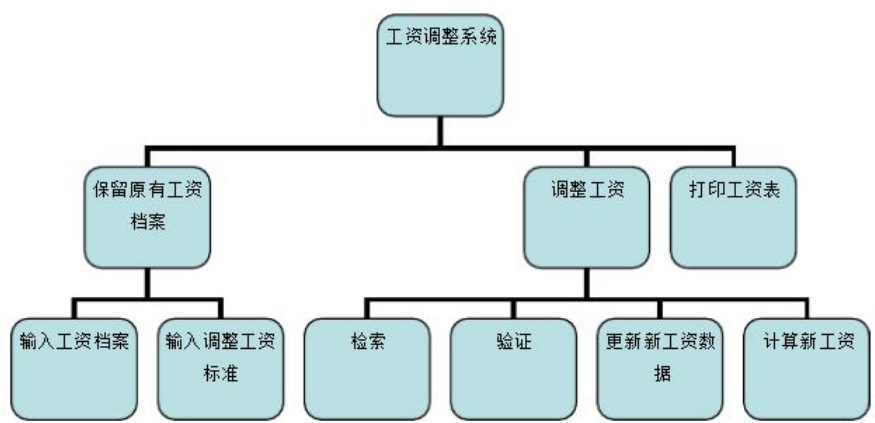 工资调整系统
保留原有工资
档案
调整工资
打印工资表
输入工资档案
输入调整工资
标准
检索
验证
更新新工资数
据
计算新工资